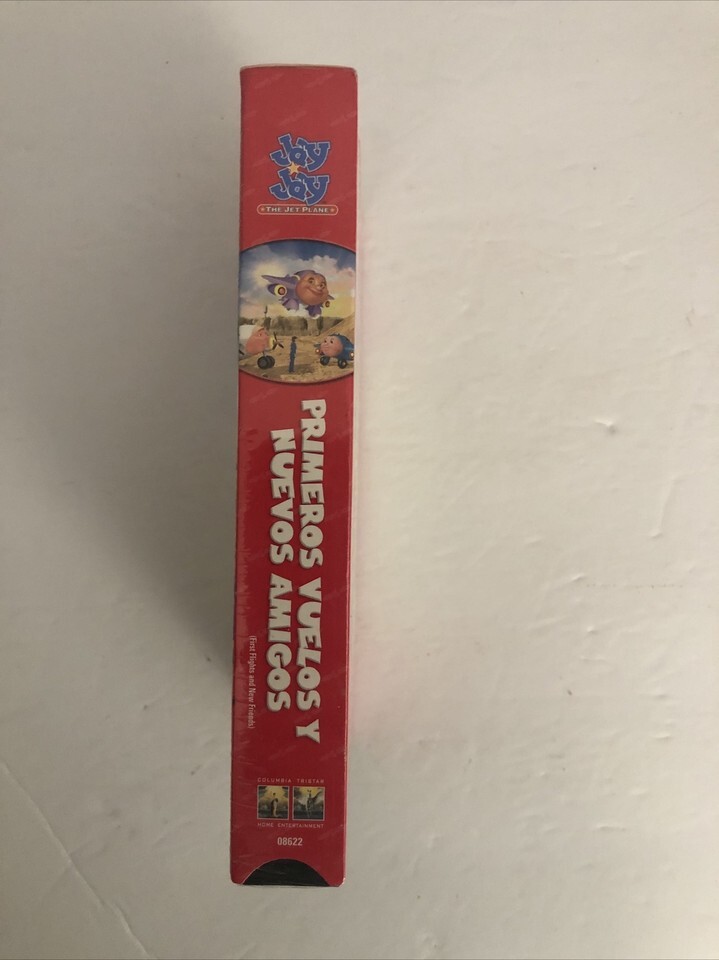 Jay
Jay
THE JET PLANE
PRIMEROS VUELOS Y
NUEVOS AMIGOS
(First Flights and New Friends)
COLUMBIA TRISTAR
HOME ENTERTAINMENT
08622